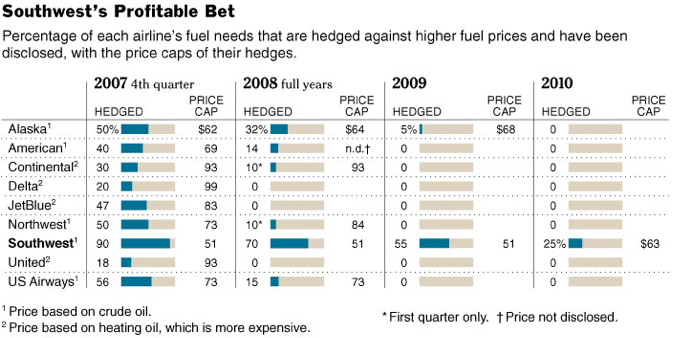 Southwest's Profitable Bet
Percentage of each airline's fuel needs that are hedged against higher fuel prices and have been
disclosed, with the price caps of their hedges.
2007 4th quarter 2008 full years 2009 2010
HEDGED PRICE CAP HEDGED PRICE CAP HEDGED PRICE CAP HEDGED PRICE CAP
Alaska¹ 50% $62 32% $64 5% $68 0
American¹ 40 69 14 n.d.† 0 0
Continental² 30 93 10* 93 0 0
Delta² 20 99 0 0 0
JetBlue² 47 83 0 0 0
Northwest¹ 50 73 10* 84 0 0
Southwest¹ 90 51 70 51 55 51 25% $63
United² 18 93 0 0 0
US Airways¹ 56 73 15 73 0 0
¹ Price based on crude oil.
² Price based on heating oil, which is more expensive.
* First quarter only. † Price not disclosed.